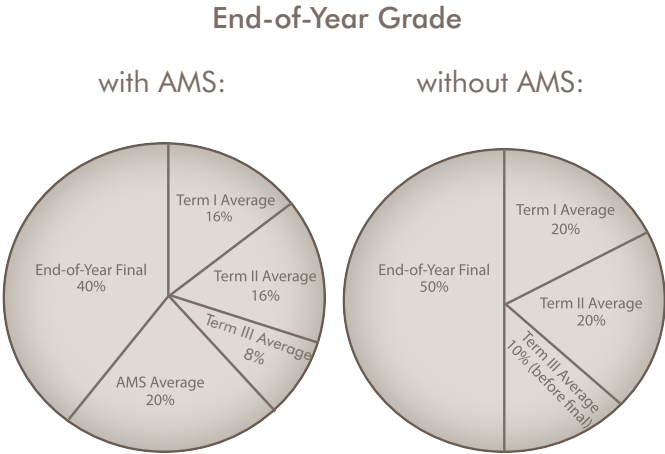 End-of-Year Grade
with AMS:
Term I Average
16%
Term II Average
16%
Term III Average
8%
AMS Average
20%
End-of-Year Final
40%
without AMS:
Term I Average
20%
Term II Average
20%
Term III Average
10% (before final)
End-of-Year Final
50%